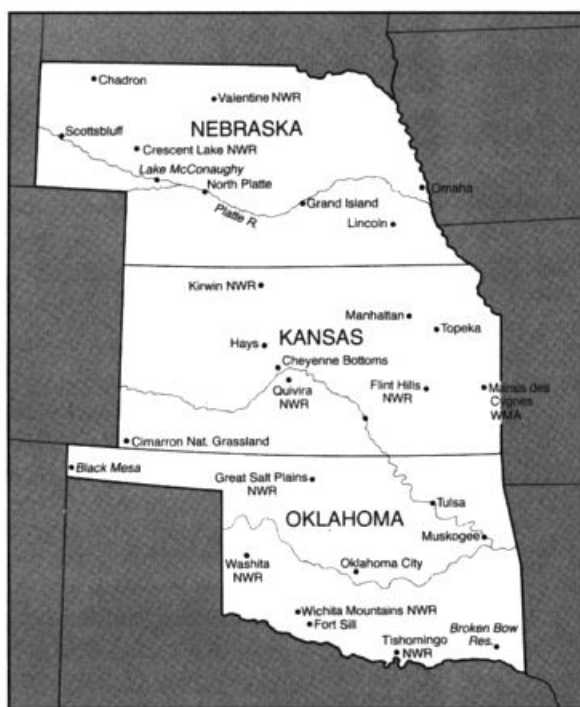 Chadron
Valentine NWR
NEBRASKA
Scottsbluff
Crescent Lake NWR
Lake McConaughy
North Platte
Omaha
Platte R.
Grand Island
Lincoln
Kirwin NWR
Manhattan
Topeka
KANSAS
Hays
Cheyenne Bottoms
Quivira
NWR
Flint Hills
NWR
Marais des
Cygnes
WMA
Cimarron Nat. Grassland
Black Mesa
Great Salt Plains
NWR
Tulsa
OKLAHOMA
Muskogee
Washita
NWR
Oklahoma City
Wichita Mountains NWR
Fort Sill
Broken Bow
Res.
Tishomingo
NWR